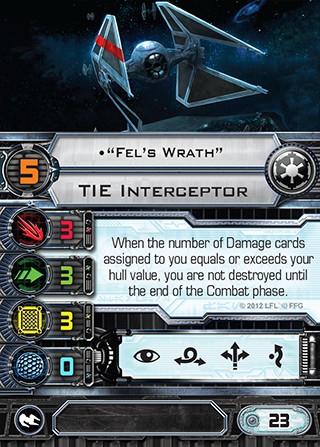 •“Fel’s Wrath”
5
TIE Interceptor
3
When the number of Damage cards
assigned to you equals or exceeds your
hull value, you are not destroyed until
the end of the Combat phase.
© 2012 LFL © FFG
3
3
0
23